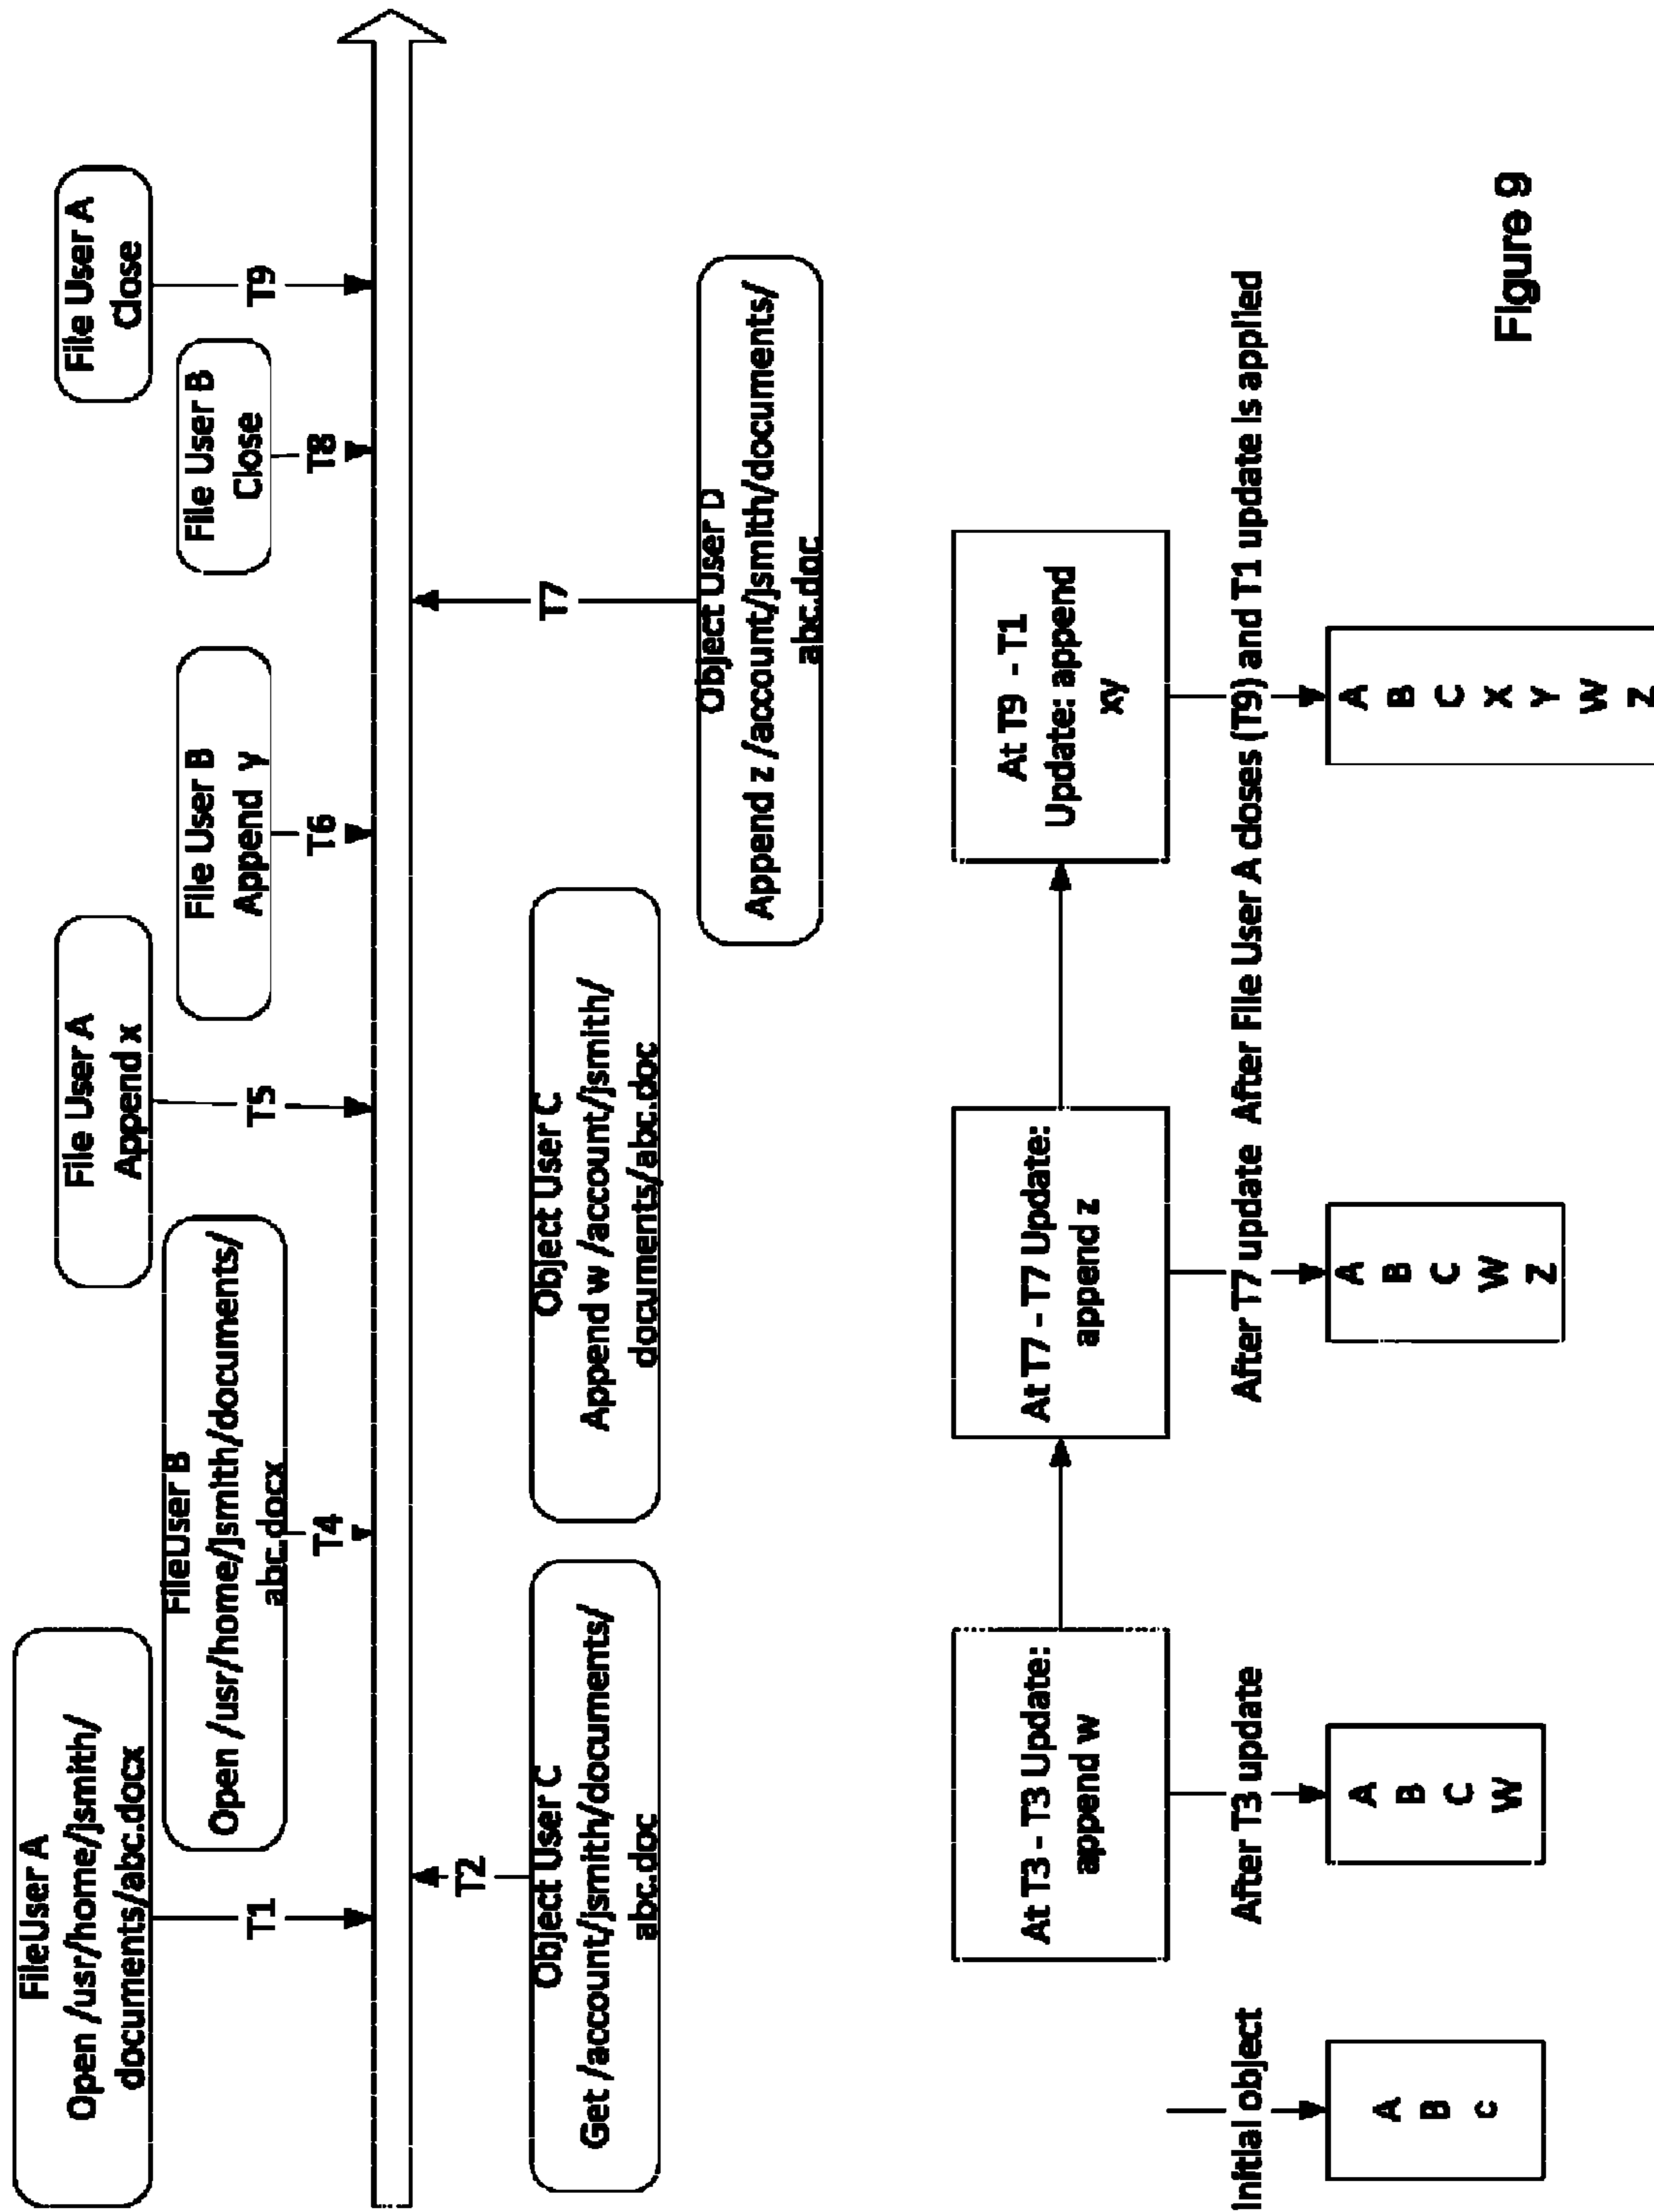 FileUser A
Open /usr/home/jsmith/
documents/abc.docx
T1
FileUser B
Open /usr/home/jsmith/documents/
abc.docx
T4
File User A
Append x
T5
File User B
Append y
T6
File User B
Close
T8
File User A
Close
T9
T2
Object User C
Get /account/jsmith/documents/
abc.doc
Object User C
Append w /account/jsmith/
documents/abc.doc
T7
Object User D
Append z /account/jsmith/documents/
abc.doc
At T3 - T3 Update:
append w
At T7 - T7 Update:
append z
At T9 - T1
Update: append
xy
Initial object
After T3 update
After T7 update
After File User A closes (T9) and T1 update is applied
A
B
c
A
B
C
W
A
B
C
W
Z
A
B
C
X
Y
W
Z
Figure 9